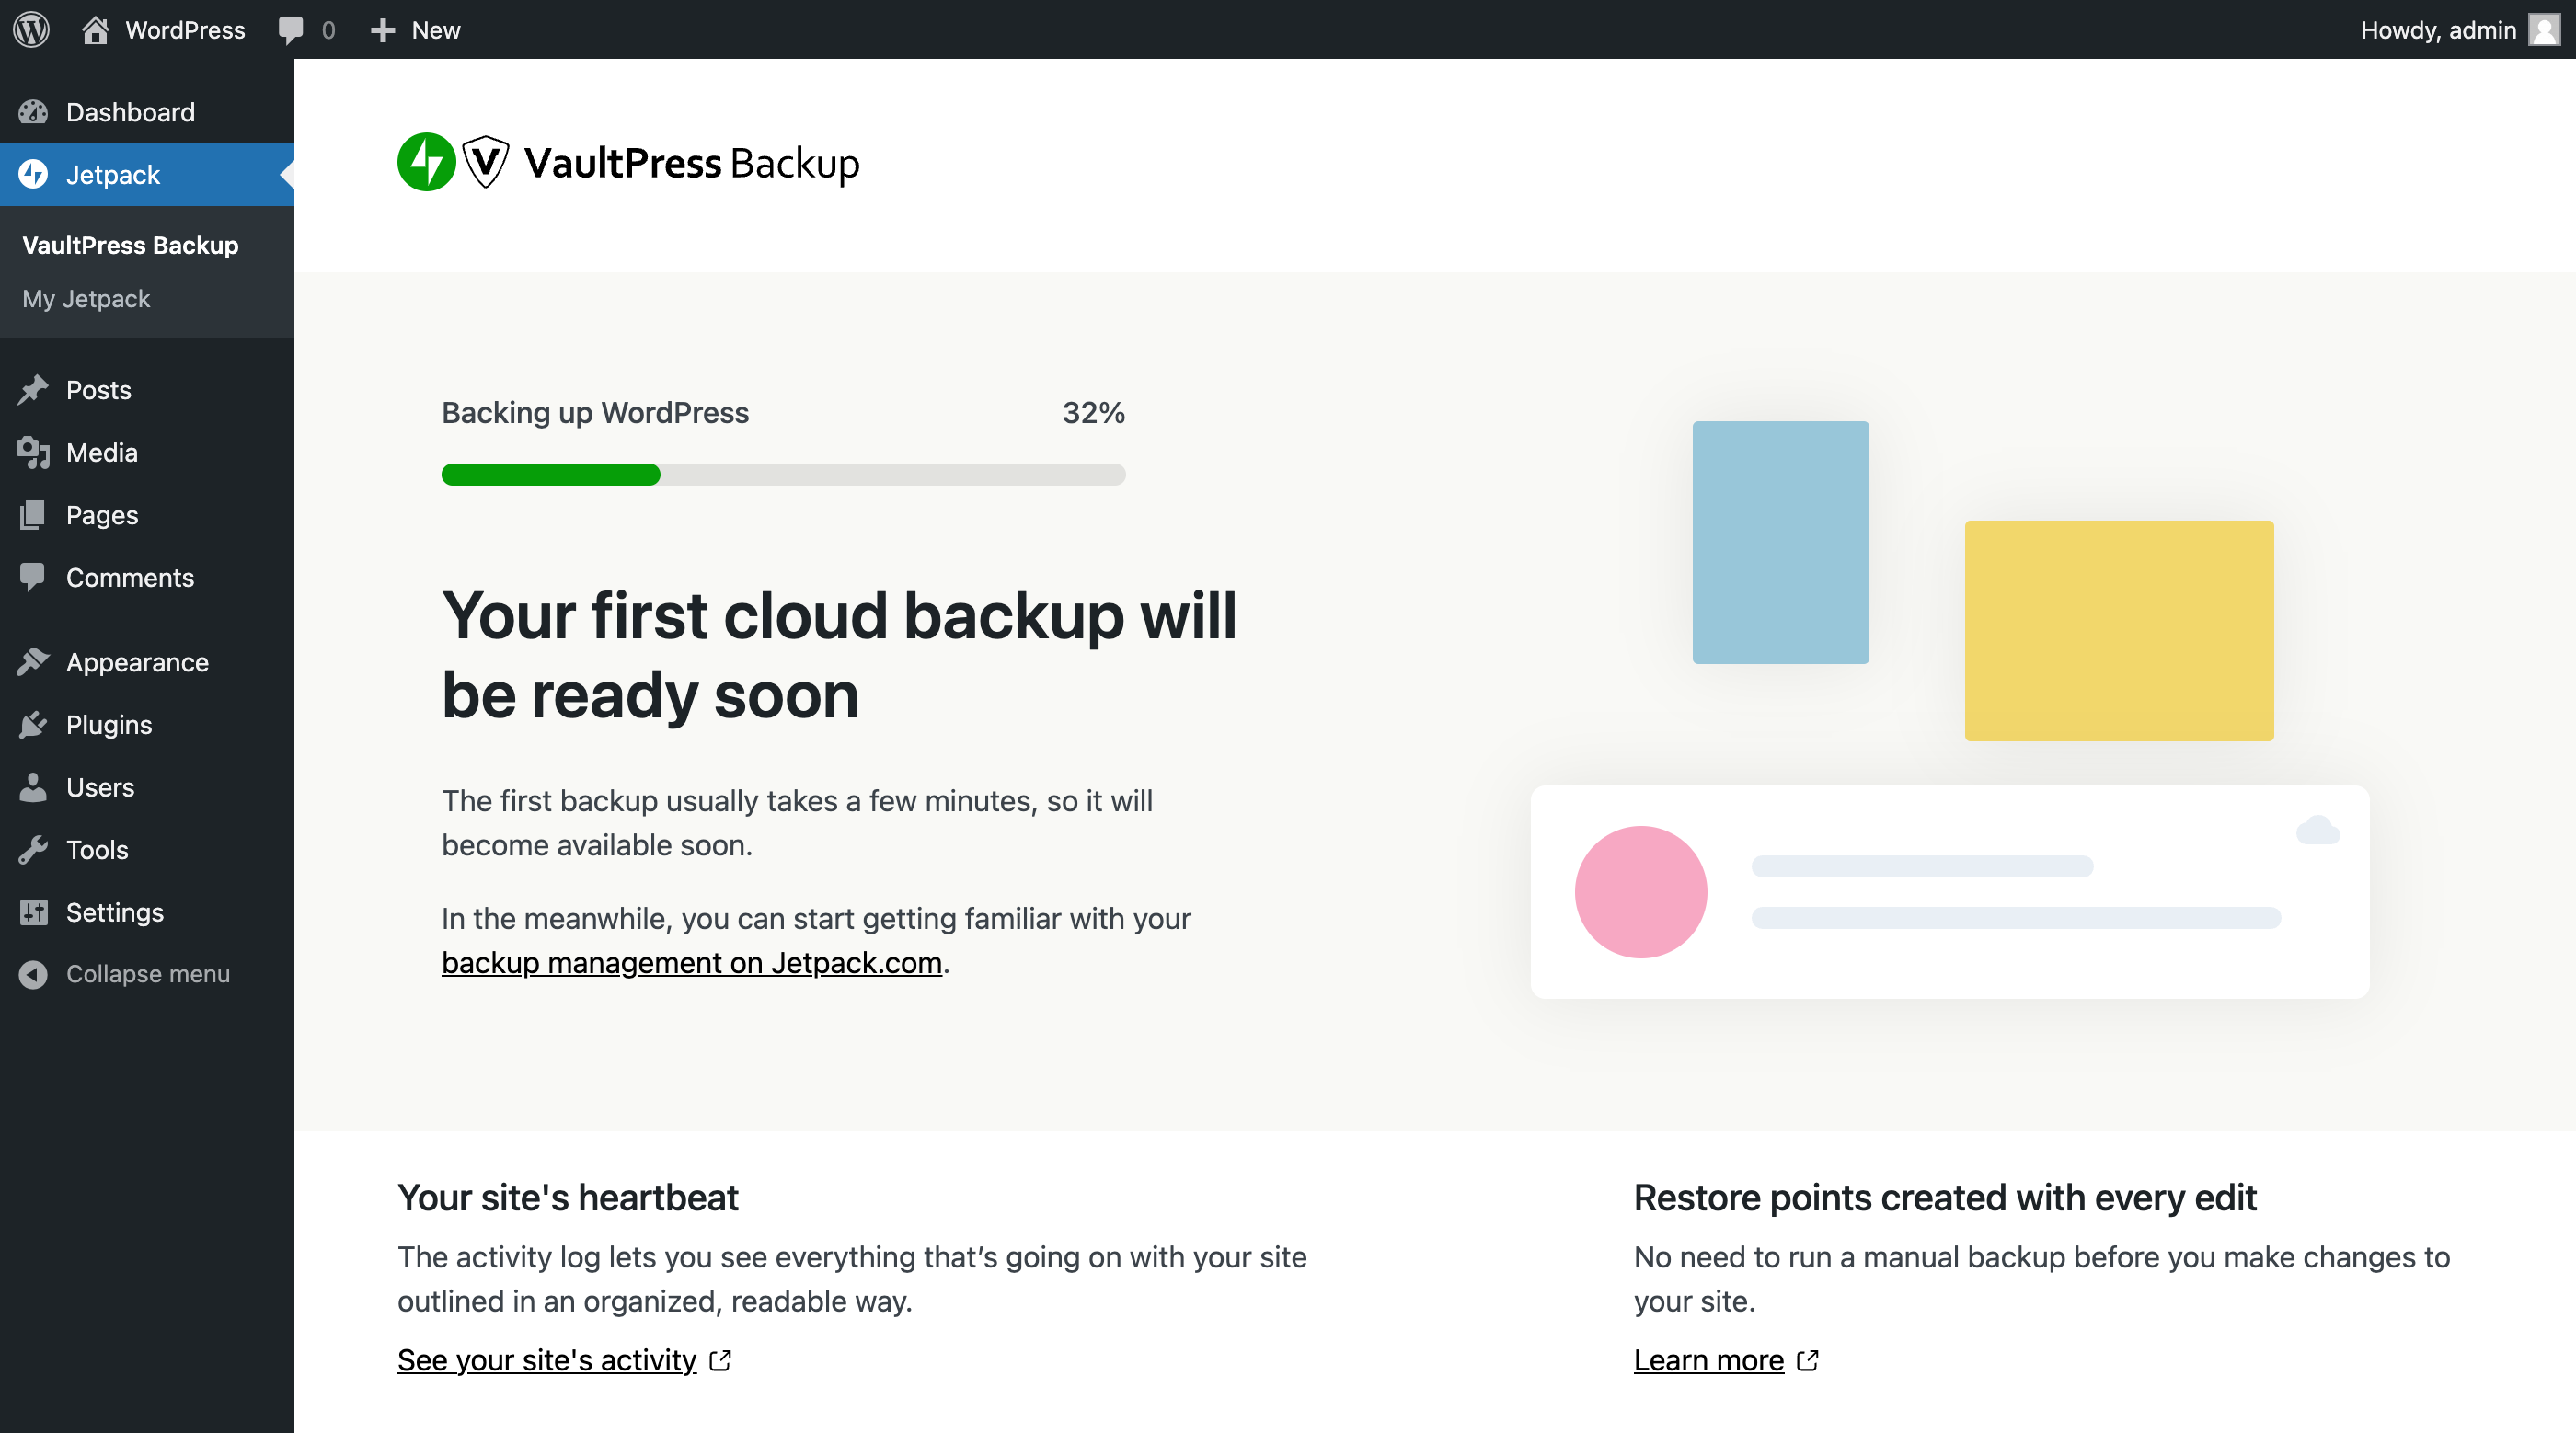 WordPress
0
New
Howdy, admin
Dashboard
Jetpack
VaultPress Backup
My Jetpack
Posts
Media
Pages
Comments
Appearance
Plugins
Users
Tools
Settings
Collapse menu
VaultPress Backup
Backing up WordPress 32%
Your first cloud backup will
be ready soon
The first backup usually takes a few minutes, so it will
become available soon.
In the meanwhile, you can start getting familiar with your
backup management on Jetpack.com.
Your site's heartbeat
The activity log lets you see everything that’s going on with your site
outlined in an organized, readable way.
See your site's activity
Restore points created with every edit
No need to run a manual backup before you make changes to
your site.
Learn more